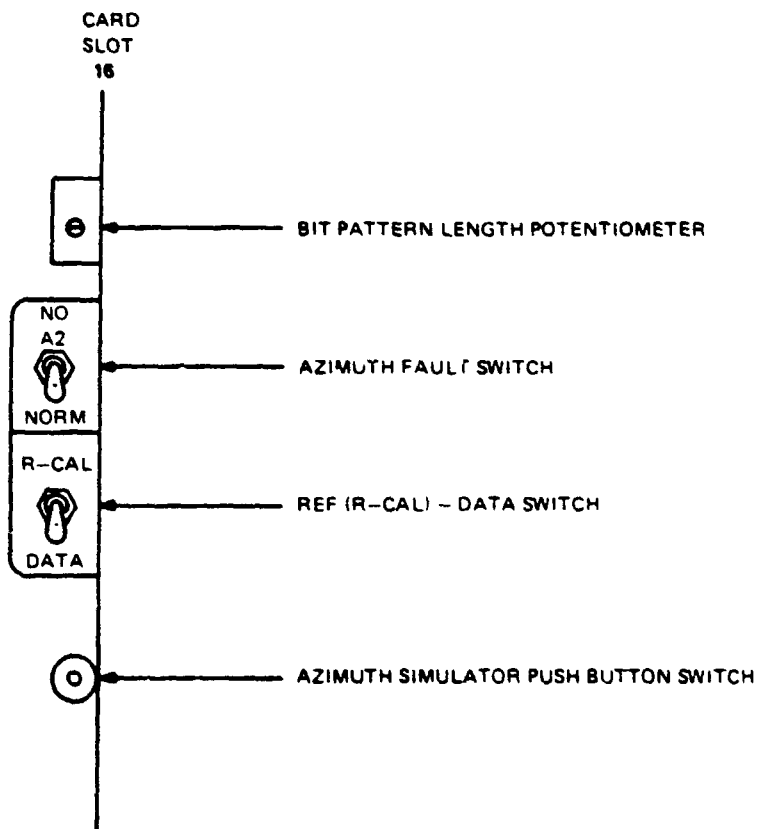 CARD
SLOT
16
BIT PATTERN LENGTH POTENTIOMETER
NO
A2
AZIMUTH FAULT SWITCH
NORM
R-CAL
REF (R-CAL) - DATA SWITCH
DATA
AZIMUTH SIMULATOR PUSH BUTTON SWITCH